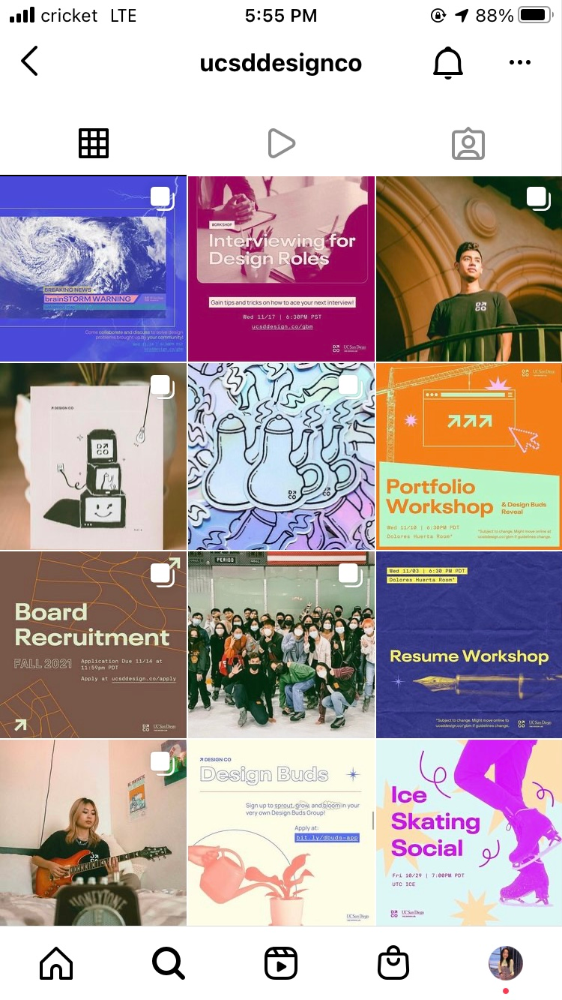 cricket LTE
5:55 PM
88%
ucsddesignco
BREAKING NEWS
brainSTORM WARNING
Come collaborate and discuss to solve design
problems brought up by your community!
WORKSHOP
Interviewing for
Design Roles
Gain tips and tricks on how to ace your next interview!
Wed 11/17 | 6:30PM PST
ucsddesign.co/gbm
UC San Diego
DCO
DESIGN CO
DCO
DCO
UC San Diego
Portfolio
Workshop
& Design Buds
Reveal
Wed 11/10 | 6:30PM PDT
Dolores Huerta Room*
*Subject to change. Might move online at
ucsddesign.co/gbm if guidelines change.
Board
Recruitment
FALL 2021
Application Due 11/14 at
11:59pm PDT
Apply at ucsddesign.co/apply
UC San Diego
PERIOD
Wed 11/03 | 6:30 PM PDT
Dolores Huerta Room*
Resume Workshop
*Subject to change. Might move online to
ucsddesign.co/gbm if guidelines change.
UC San Diego
HONEYTONE
DESIGN CO
Design Buds
Sign up to sprout, grow, and bloom in your
very own Design Buds Group!
Apply at:
bit.ly/dbuds-app
UC San Diego
Ice
Skating
Social
Fri 10/29 | 7:00PM PDT
UTC ICE
UC San Diego